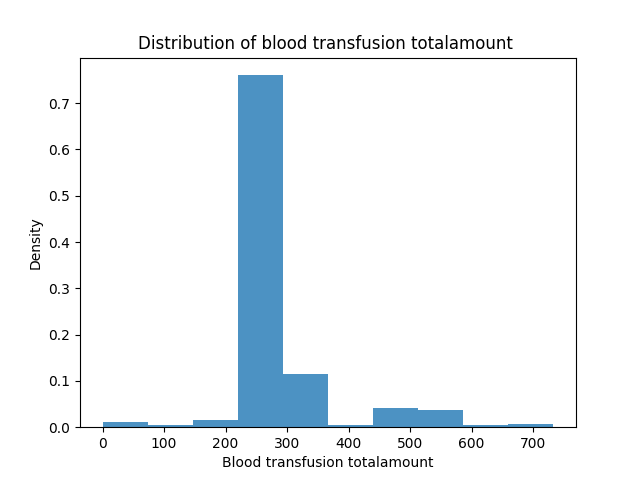 Distribution of blood transfusion totalamount
0.7
0.6
0.5
0.4
0.3
0.2
0.1
0.0
Density
0 100 200 300 400 500 600 700
Blood transfusion totalamount